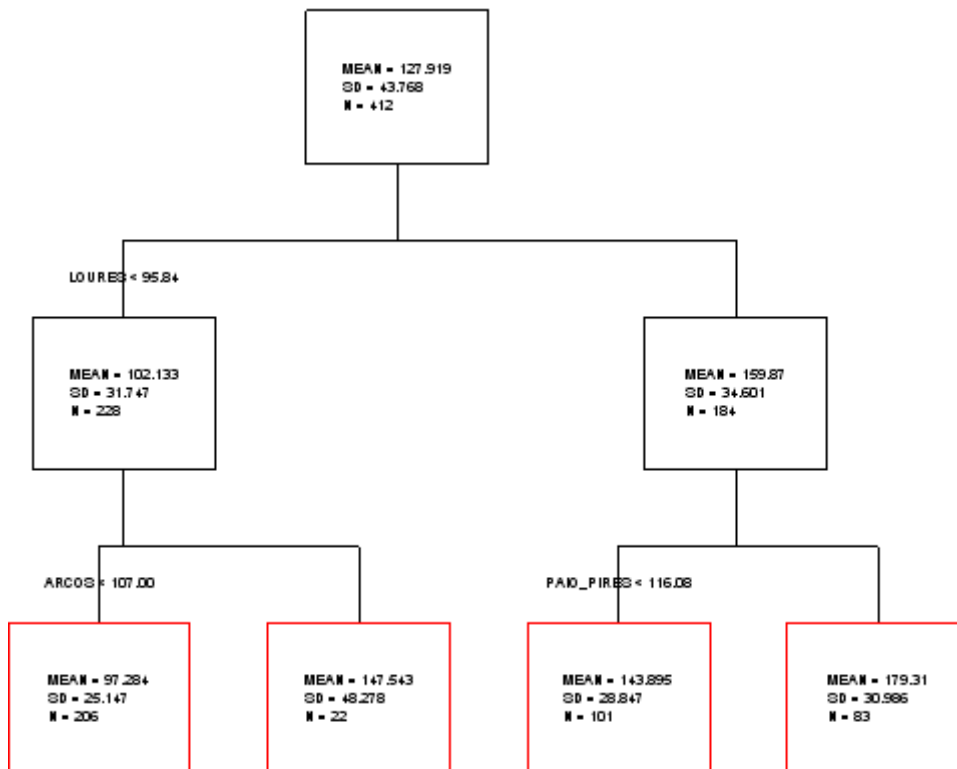 MEAN = 127.919
SD = 43.768
N = 412
LOURES < 95.84
MEAN = 102.133
SD = 31.747
N = 228
MEAN = 159.87
SD = 34.601
N = 184
ARCOS < 107.00
PAIO_PIRES < 116.08
MEAN = 97.284
SD = 25.147
N = 206
MEAN = 147.543
SD = 48.278
N = 22
MEAN = 143.895
SD = 28.847
N = 101
MEAN = 179.31
SD = 30.986
N = 83